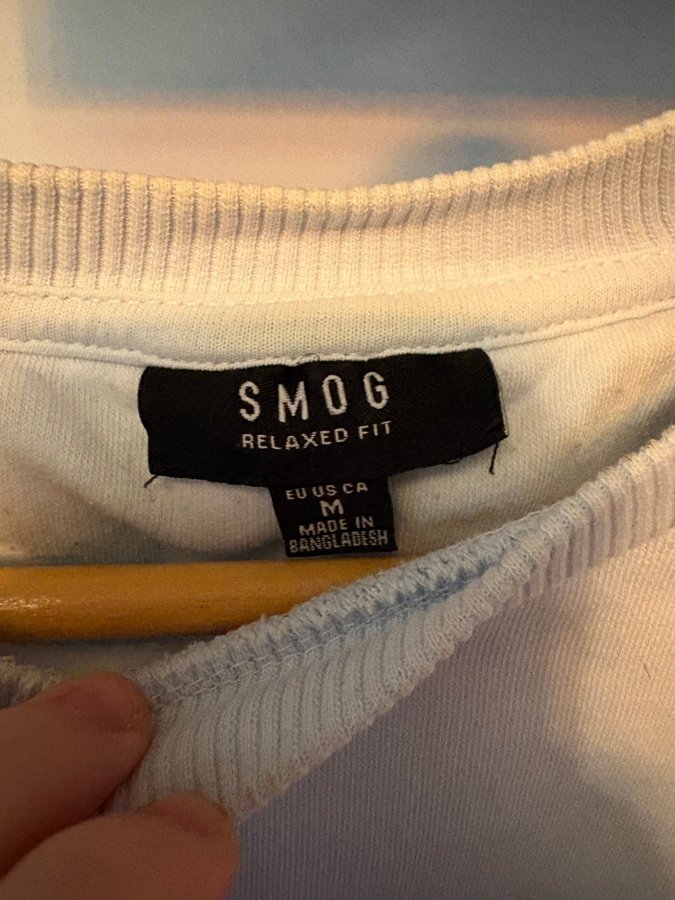 SMOG
RELAXED FIT
EU US CA
M
MADE IN
BANGLADESH